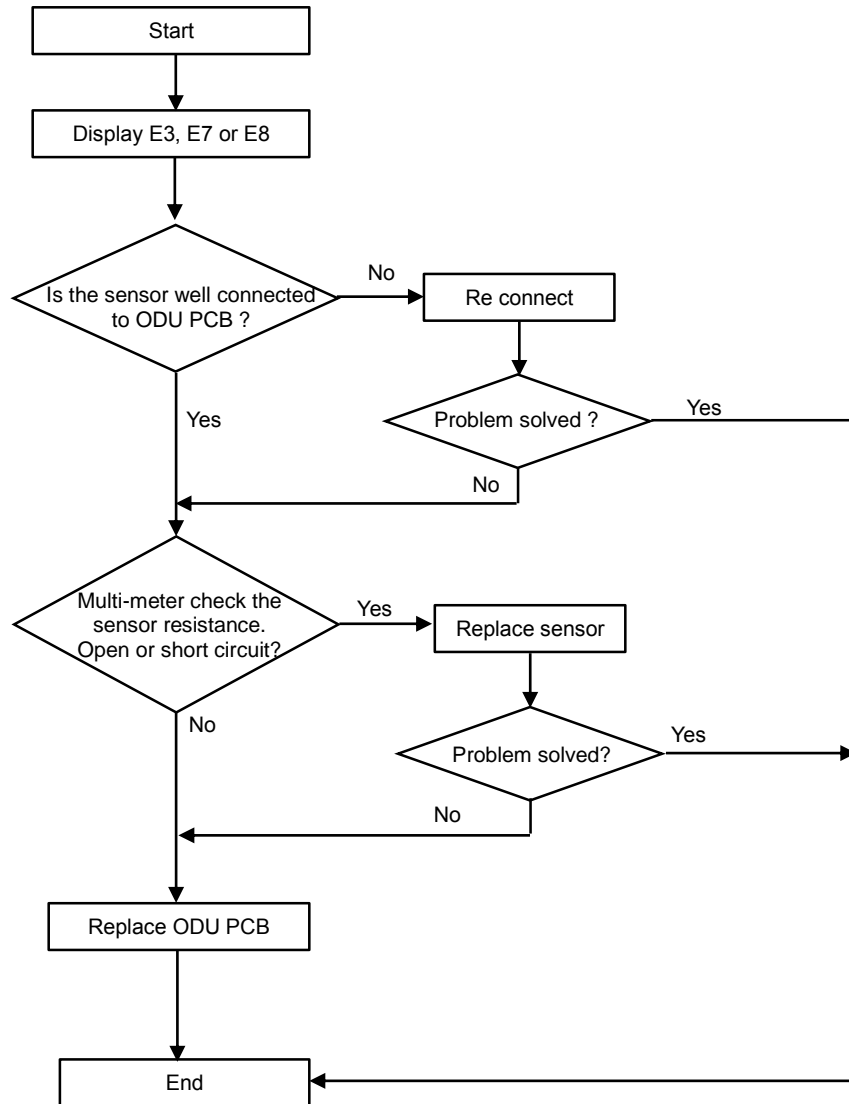 Start
Display E3, E7 or E8
Is the sensor well connected
to ODU PCB ?
No
Re connect
Yes
Problem solved ?
Yes
No
Multi-meter check the
sensor resistance.
Open or short circuit?
Yes
Replace sensor
No
Problem solved?
Yes
No
Replace ODU PCB
End